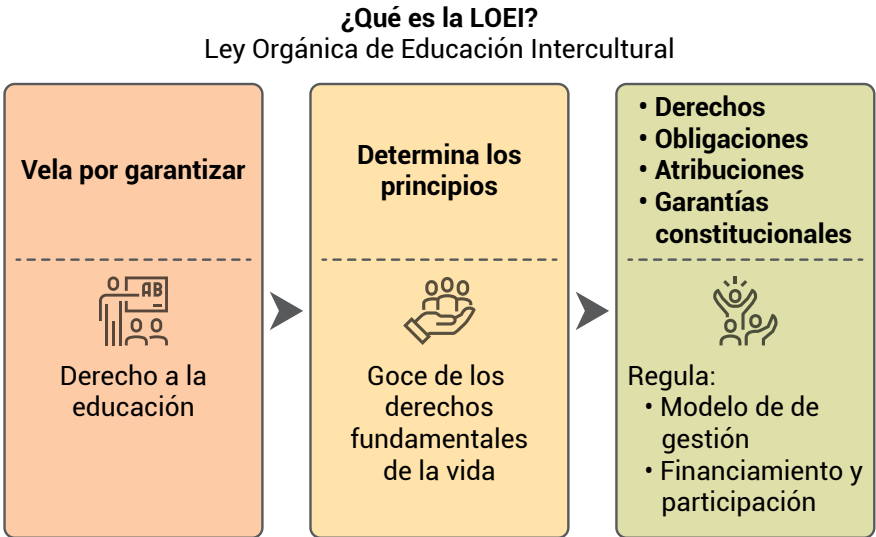 ¿Qué es la LOEI?
Ley Orgánica de Educación Intercultural
Vela por garantizar
AB
Derecho a la
educación
Determina los
principios
Goce de los
derechos
fundamentales
de la vida
• Derechos
• Obligaciones
• Atribuciones
• Garantías
constitucionales
Regula:
• Modelo de de
gestión
• Financiamiento y
participación